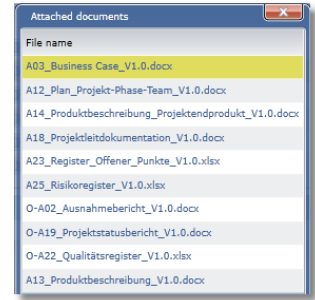 Attached documents
File name
A03_Business Case_V1.0.docx
A12_Plan_Projekt-Phase-Team_V1.0.docx
A14_Produktbeschreibung_Projektendprodukt_V1.0.docx
A18_Projektleitdokumentation_V1.0.docx
A23_Register_Offener_Punkte_V1.0.xlsx
A25_Risikoregister_V1.0.xlsx
O-A02_Ausnahmebericht_V1.0.docx
O-A19_Projektstatusbericht_V1.0.docx
O-A22_Qualitätsregister_V1.0.xlsx
A13_Produktbeschreibung_V1.0.docx